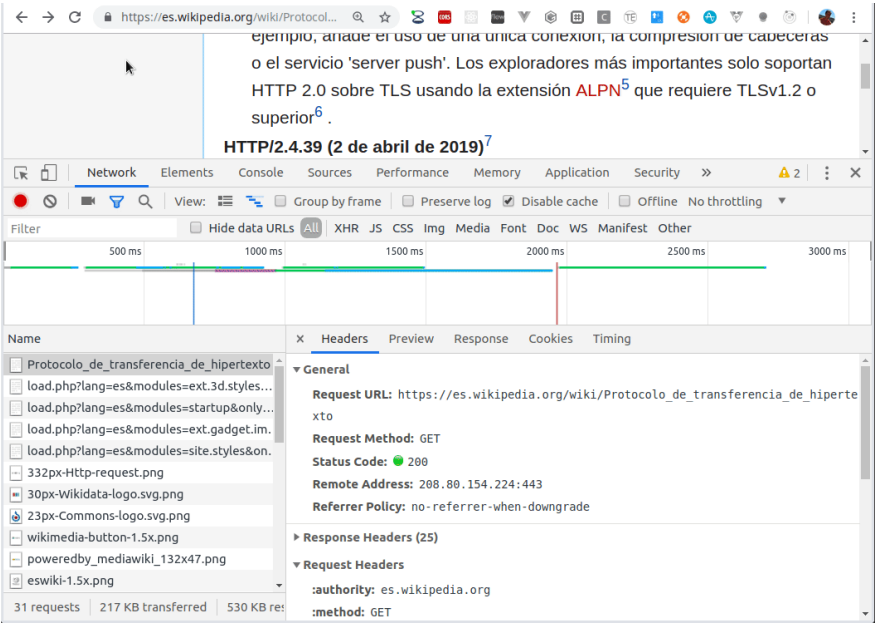 https://es.wikipedia.org/wiki/Protocol...
ejemplo, añade el uso de una única conexión, la compresión de cabeceras
o el servicio 'server push'. Los exploradores más importantes solo soportan
HTTP 2.0 sobre TLS usando la extensión ALPN5 que requiere TLSv1.2 o
superior6 .
HTTP/2.4.39 (2 de abril de 2019)7
Network Elements Console Sources Performance Memory Application Security » 2
View: Group by frame Preserve log Disable cache Offline No throttling
Filter Hide data URLs All XHR JS CSS Img Media Font Doc WS Manifest Other
500 ms 1000 ms 1500 ms 2000 ms 2500 ms 3000 ms
Name
Protocolo_de_transferencia_de_hipertexto
load.php?lang=es&modules=ext.3d.styles...
load.php?lang=es&modules=startup&only...
load.php?lang=es&modules=ext.gadget.im.
load.php?lang=es&modules=site.styles&on.
332px-Http-request.png
30px-Wikidata-logo.svg.png
23px-Commons-logo.svg.png
wikimedia-button-1.5x.png
poweredby_mediawiki_132x47.png
eswiki-1.5x.png
31 requests 217 KB transferred 530 KB res
× Headers Preview Response Cookies Timing
General
Request URL: https://es.wikipedia.org/wiki/Protocolo_de_transferencia_de_hiperte
xto
Request Method: GET
Status Code: 200
Remote Address: 208.80.154.224:443
Referrer Policy: no-referrer-when-downgrade
Response Headers (25)
Request Headers
:authority: es.wikipedia.org
:method: GET